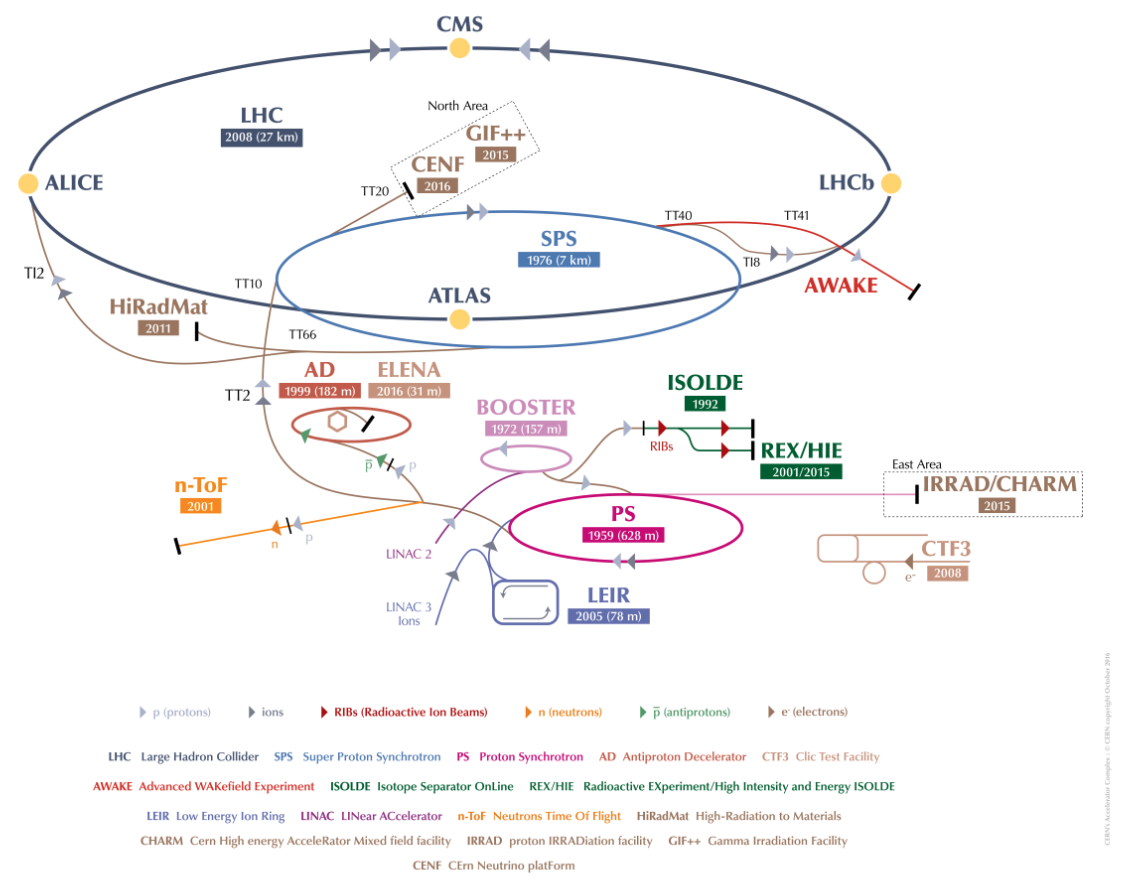 CMS
LHC
2008 (27 km)
North Area
GIF++
2015
CENF
2016
ALICE
LHCb
TT20
TT40
TT41
SPS
1976 (7 km)
TI8
TI2
TT10
AWAKE
ATLAS
HiRadMat
2011
TT66
AD
1999 (182 m)
ELENA
2016 (31 m)
TT2
BOOSTER
1972 (157 m)
ISOLDE
1992
RIBs
REX/HIE
2001/2015
p̅
p
East Area
IRRAD/CHARM
2015
n-ToF
2001
n
p
PS
1959 (628 m)
LINAC 2
CTF3
2008
e-
LEIR
2005 (78 m)
LINAC 3
Ions
p (protons) ions RIBs (Radioactive Ion Beams) n (neutrons) p̅ (antiprotons) e- (electrons)
LHC Large Hadron Collider SPS Super Proton Synchrotron PS Proton Synchrotron AD Antiproton Decelerator CTF3 Clic Test Facility
AWAKE Advanced WAKefield Experiment ISOLDE Isotope Separator OnLine REX/HIE Radioactive EXperiment/High Intensity and Energy ISOLDE
LEIR Low Energy Ion Ring LINAC LINear ACcelerator n-ToF Neutrons Time Of Flight HiRadMat High-Radiation to Materials
CHARM Cern High energy AcceleRator Mixed field facility IRRAD proton IRRADiation facility GIF++ Gamma Irradiation Facility
CENF CErn Neutrino platForm
CERN's Accelerator Complex : © CERN copyright October 2016